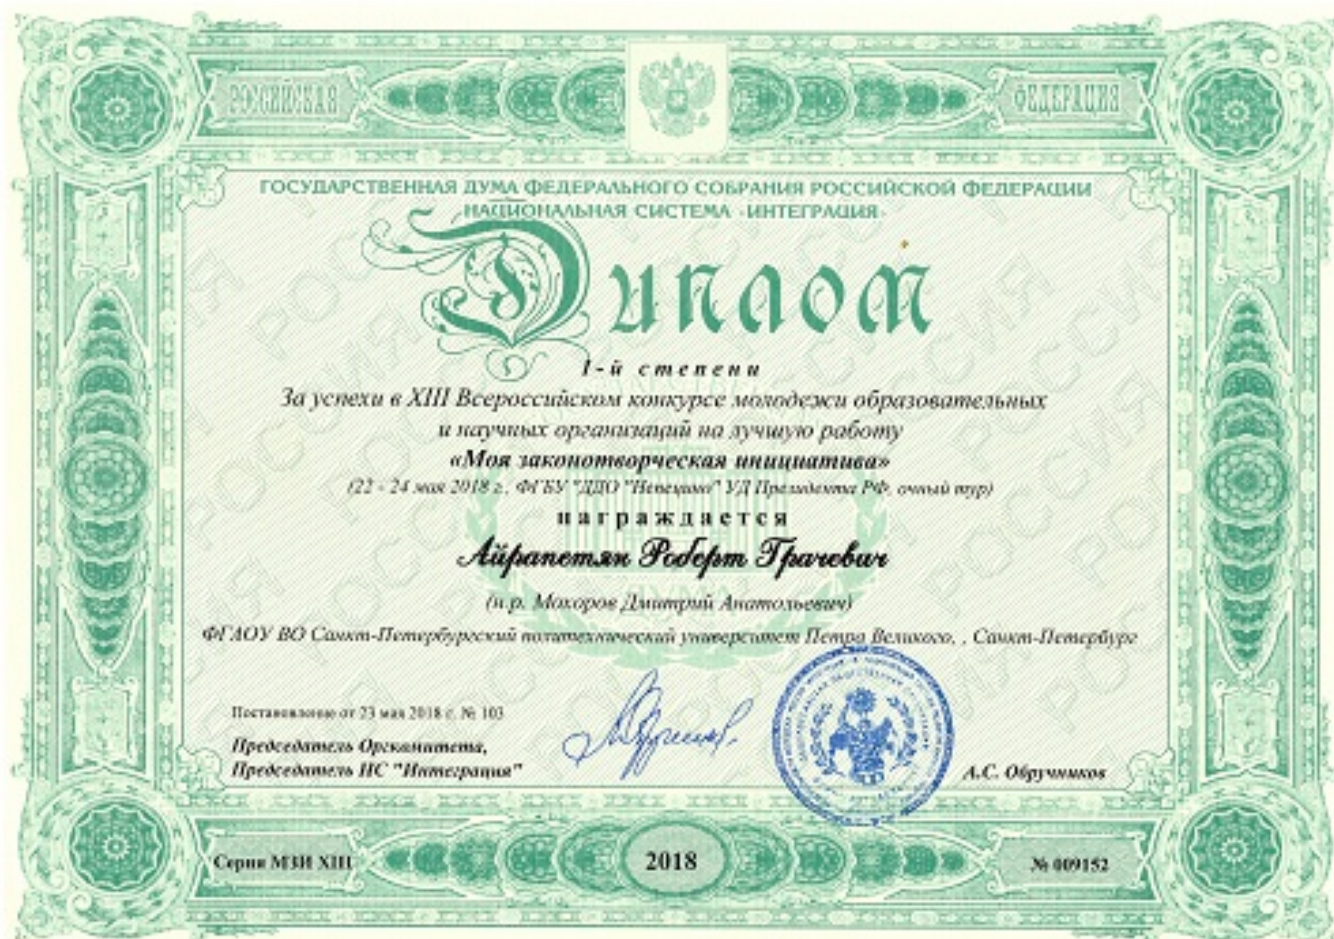 РОССИЙСКАЯ ФЕДЕРАЦИЯ
ГОСУДАРСТВЕННАЯ ДУМА ФЕДЕРАЛЬНОГО СОБРАНИЯ РОССИЙСКОЙ ФЕДЕРАЦИИ
НАЦИОНАЛЬНАЯ СИСТЕМА «ИНТЕГРАЦИЯ»
Диплом
I-й степени
За успехи в XIII Всероссийском конкурсе молодежи образовательных
и научных организаций на лучшую работу
«Моя законотворческая инициатива»
(22 - 24 мая 2018 г., ФГБУ "ДДО "Непецино" УД Президента РФ, очный тур)
награждается
Айрапетян Роберт Грачевич
(н.р. Мохоров Дмитрий Анатольевич)
ФГАОУ ВО Санкт-Петербургский политехнический университет Петра Великого, , Санкт-Петербург
Постановление от 23 мая 2018 г. № 103
Председатель Оргкомитета,
Председатель НС "Интеграция"
А.С. Обручников
Серия МЗИ XIII
2018
№ 009152